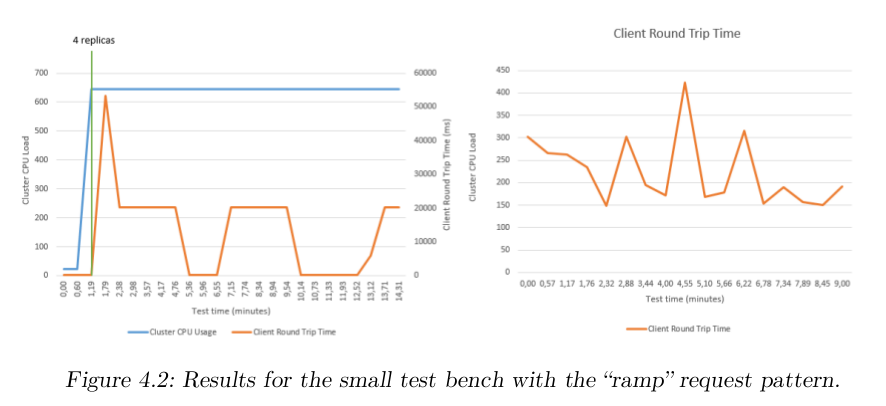 4 replicas
Client Round Trip Time
700
600
500
400
300
200
100
0
Cluster CPU Load
60000
50000
40000
30000
20000
10000
0
Client Round Trip Time (ms)
0,00 0,60 1,19 1,79 2,38 2,98 3,57 4,17 4,76 5,36 5,96 6,55 7,15 7,74 8,34 8,94 9,54 10,14 10,73 11,33 11,93 12,52 13,12 13,71 14,31
Test time (minutes)
Cluster CPU Usage Client Round Trip Time
450
400
350
300
250
200
150
100
50
0
Cluster CPU Load
0,00 0,57 1,17 1,76 2,32 2,88 3,44 4,00 4,55 5,10 5,66 6,22 6,78 7,34 7,89 8,45 9,00
Test time (minutes)
Client Round Trip Time
Figure 4.2: Results for the small test bench with the “ramp” request pattern.